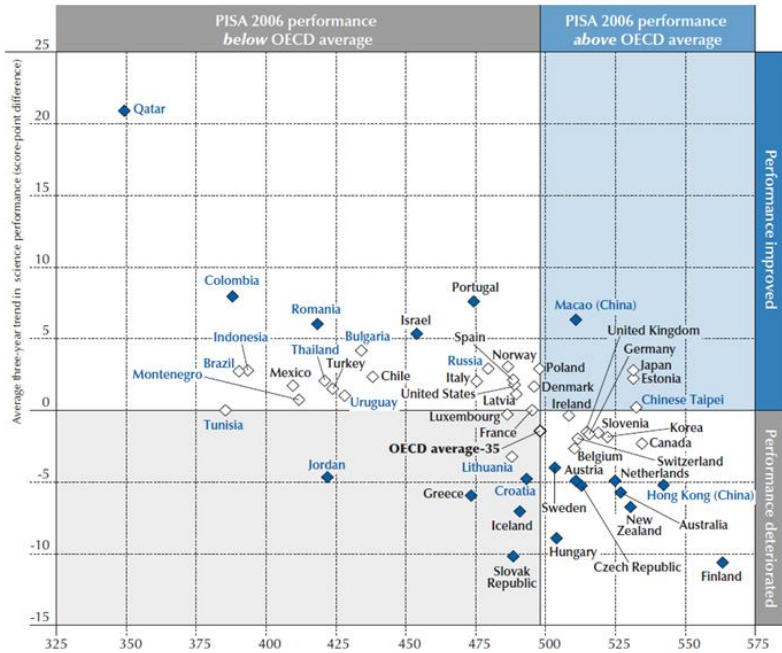 PISA 2006 performance
below OECD average
PISA 2006 performance
above OECD average
Average three-year trend in science performance (score-point difference)
25
20
15
10
5
0
-5
-10
-15
Performance improved
Performance deteriorated
Qatar
Colombia
Portugal
Romania
Macao (China)
Israel
United Kingdom
Spain
Germany
Indonesia
Bulgaria
Thailand
Norway
Japan
Brazil
Turkey
Russia
Poland
Estonia
Montenegro
Mexico
Chile
Italy
Denmark
United States
Latvia
Ireland
Chinese Taipei
Uruguay
Tunisia
Luxembourg
Slovenia
Korea
France
OECD average-35
Canada
Switzerland
Belgium
Jordan
Lithuania
Austria
Netherlands
Croatia
Hong Kong (China)
Greece
Sweden
Iceland
New
Zealand
Australia
Hungary
Czech Republic
Slovak
Republic
Finland
325
350
375
400
425
450
475
500
525
550
575